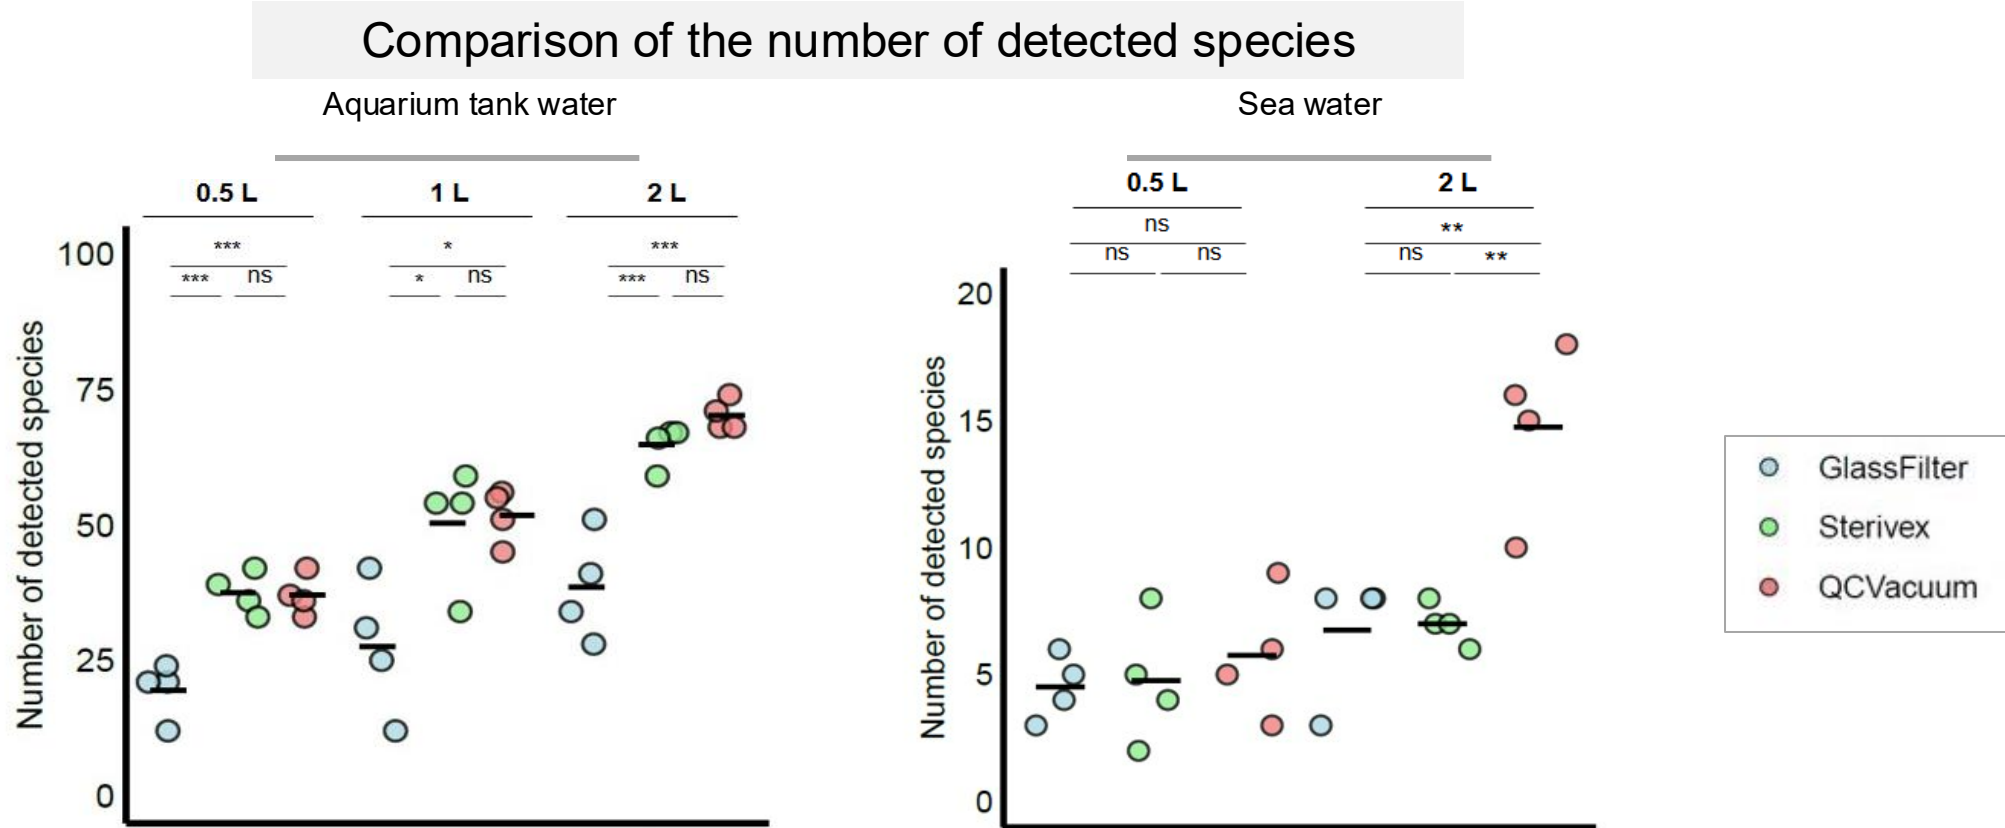 Comparison of the number of detected species
Aquarium tank water
0.5 L 1 L 2 L
*** * ***
*** ns * ns *** ns
100
75
50
25
0
Number of detected species
Sea water
0.5 L 2 L
ns **
ns ns ns **
20
15
10
5
0
Number of detected species
GlassFilter
Sterivex
QCVacuum